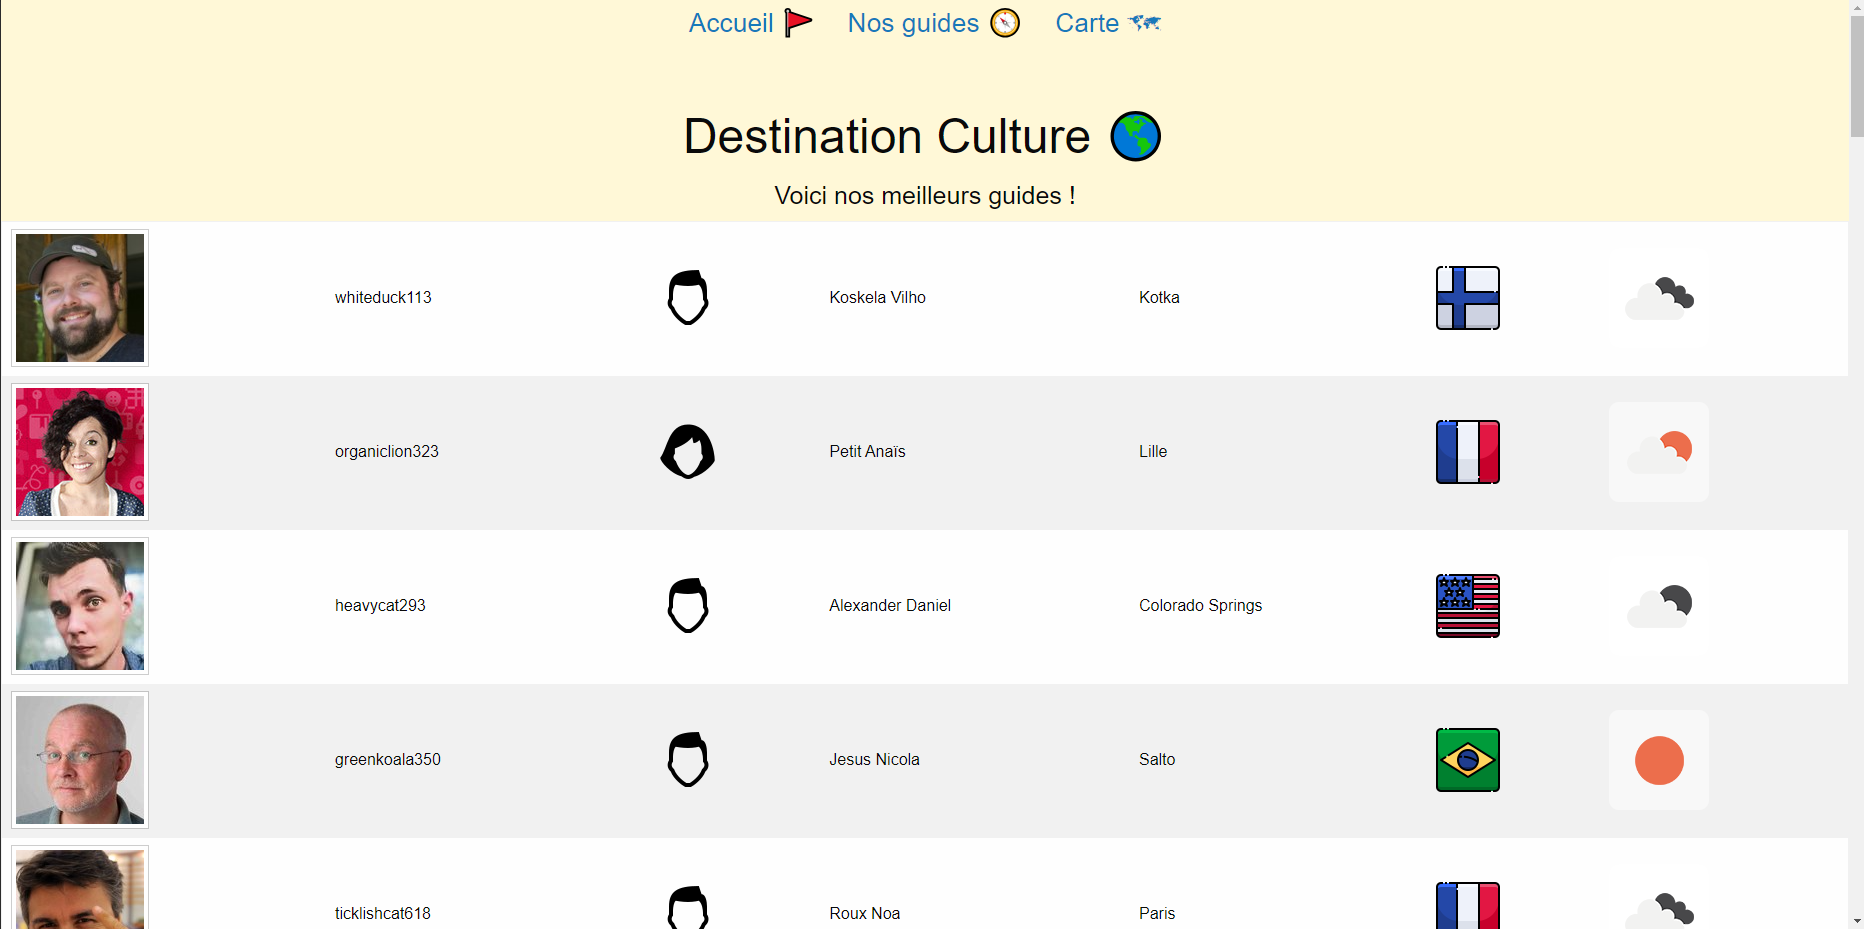 Accueil Nos guides Carte
Destination Culture
Voici nos meilleurs guides !
whiteduck113 Koskela Vilho Kotka
organiclion323 Petit Anaïs Lille
heavycat293 Alexander Daniel Colorado Springs
greenkoala350 Jesus Nicola Salto
ticklishcat618 Roux Noa Paris